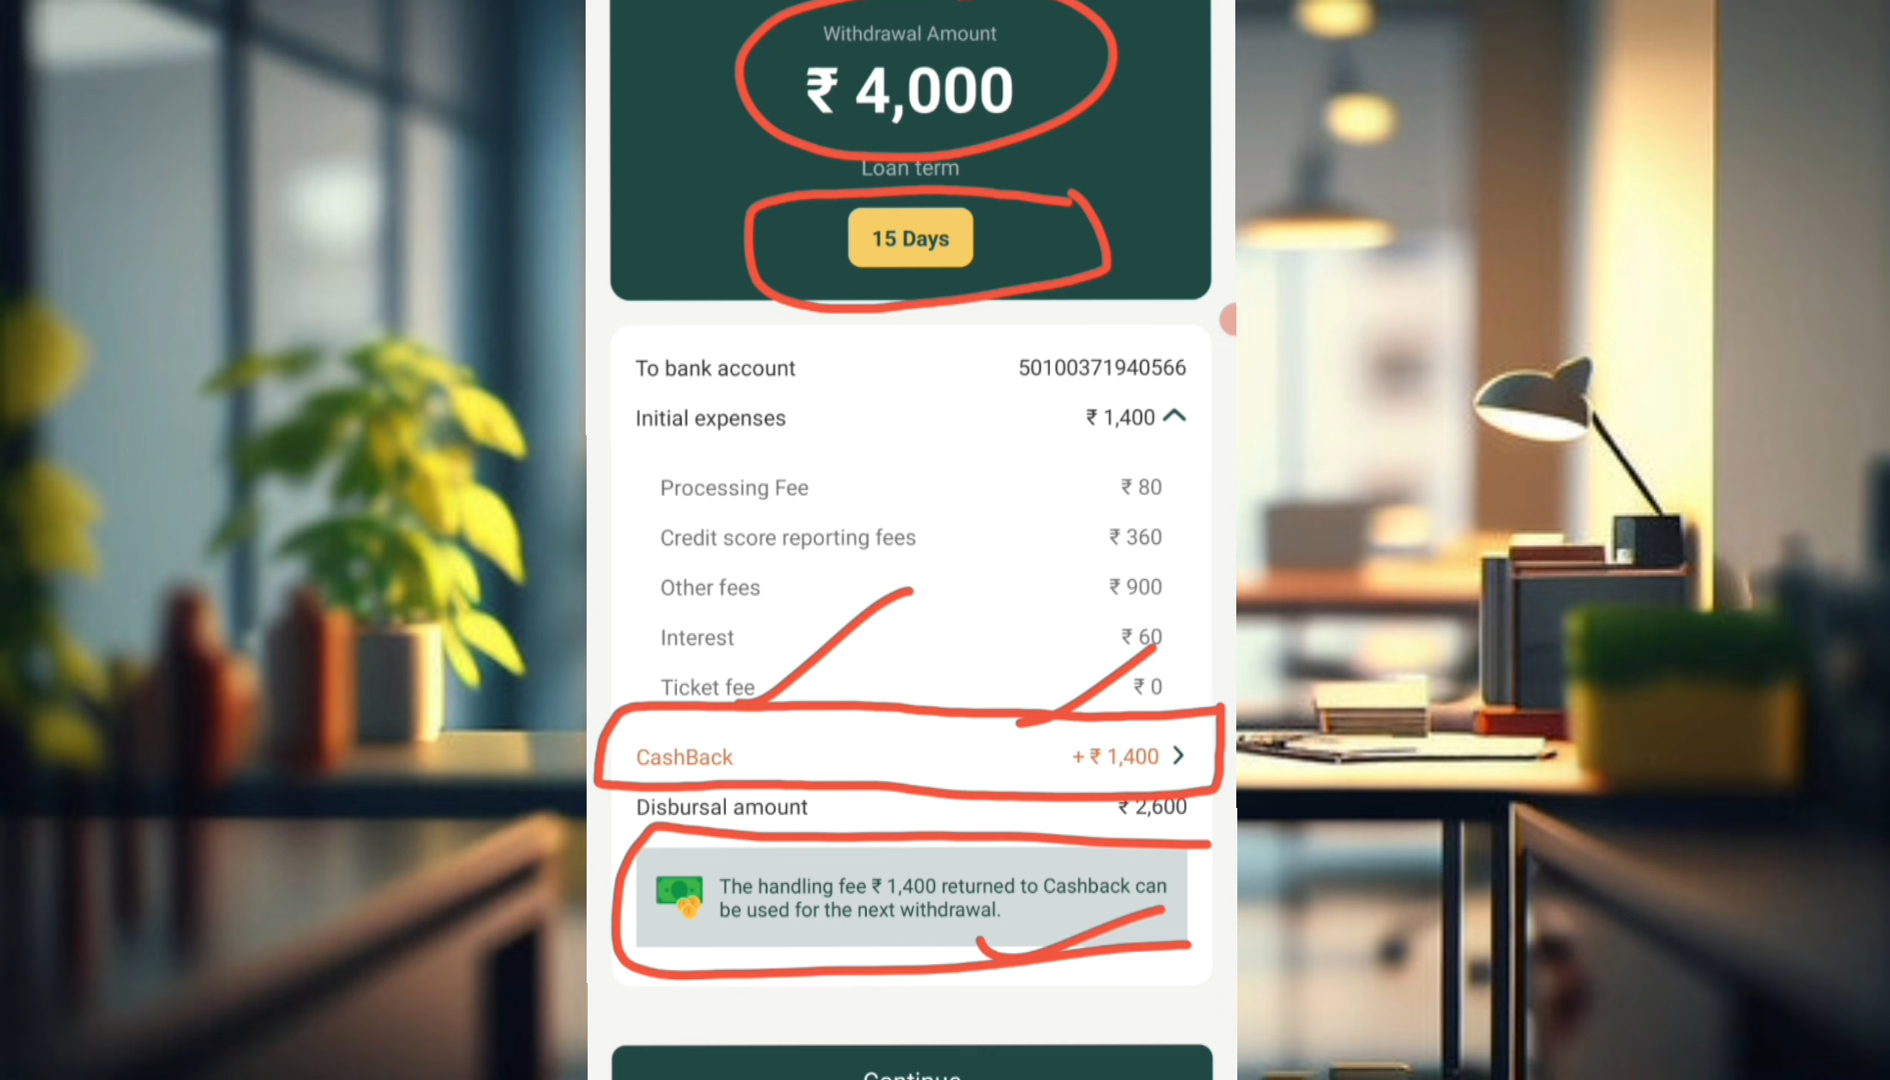 Withdrawal Amount
₹ 4,000
Loan term
15 Days
To bank account 50100371940566
Initial expenses ₹ 1,400
Processing Fee ₹ 80
Credit score reporting fees ₹ 360
Other fees ₹ 900
Interest ₹ 60
Ticket fee ₹ 0
CashBack + ₹ 1,400
Disbursal amount ₹ 2,600
The handling fee ₹ 1,400 returned to Cashback can
be used for the next withdrawal.
Continue